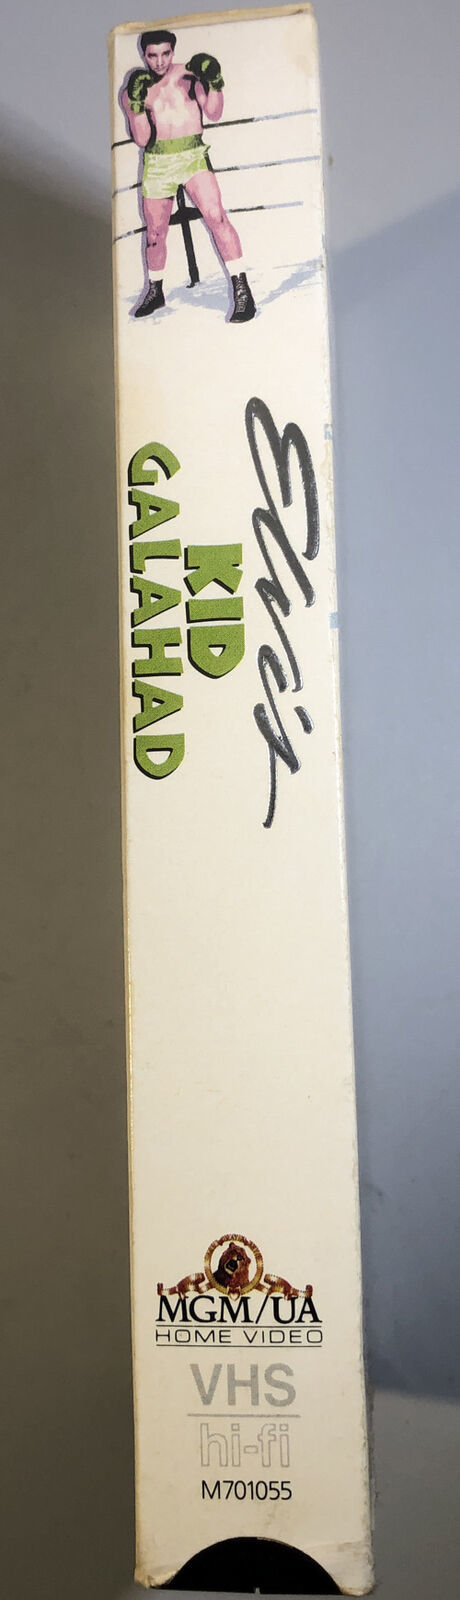 Elvis
KID
GALAHAD
MGM/UA
HOME VIDEO
VHS
hi-fi
M701055